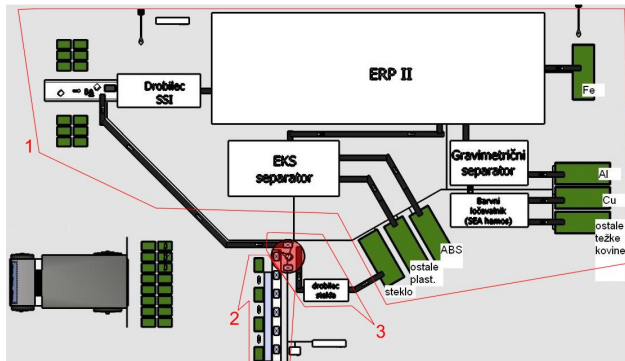 Drobilec
SSI
ERP II
Fe
1
EKS
separator
Gravimetrični
separator
Al
Barvni
ločevalnik
(SEA hamos)
Cu
ostale
težke
kovine
ABS
ostale
plast.
steklo
drobilec
stekla
2
3